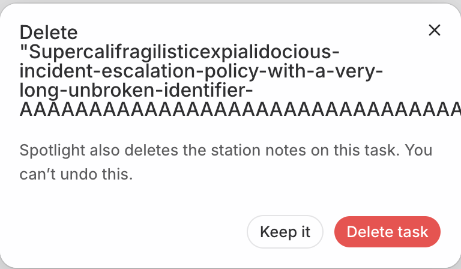 Delete
"Supercalifragilisticexpialidocious-
incident-escalation-policy-with-a-very-
long-unbroken-identifier-
AAAAAAAAAAAAAAAAAAAAAAAAAAAAAAAA
Spotlight also deletes the station notes on this task. You
can’t undo this.
Keep it
Delete task